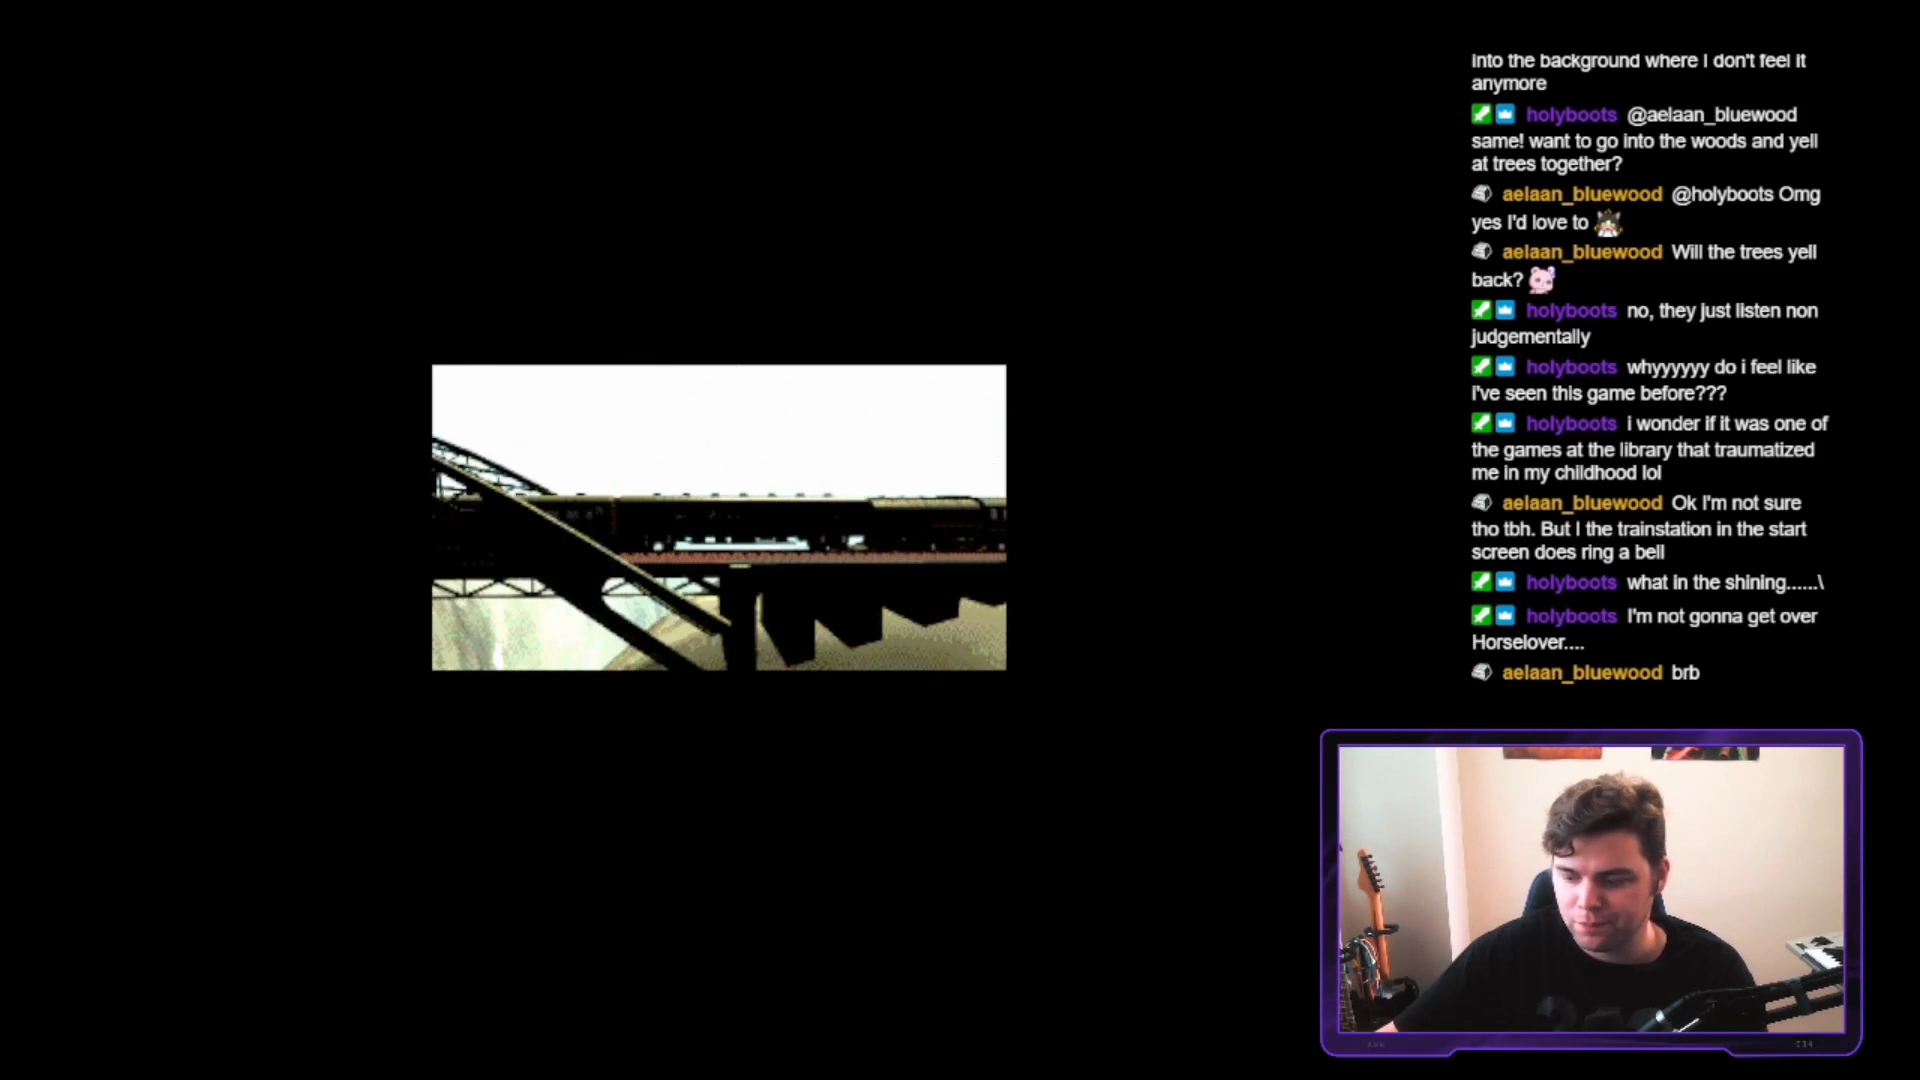 into the background where I don't feel it
anymore
holyboots @aelaan_bluewood
same! want to go into the woods and yell
at trees together?
aelaan_bluewood @holyboots Omg
yes I'd love to
aelaan_bluewood Will the trees yell
back?
holyboots no, they just listen non
judgementally
holyboots whyyyyyy do i feel like
I've seen this game before???
holyboots i wonder if it was one of
the games at the library that traumatized
me in my childhood lol
aelaan_bluewood Ok I'm not sure
tho tbh. But I the trainstation in the start
screen does ring a bell
holyboots what in the shining......\
holyboots I'm not gonna get over
Horselover....
aelaan_bluewood brb